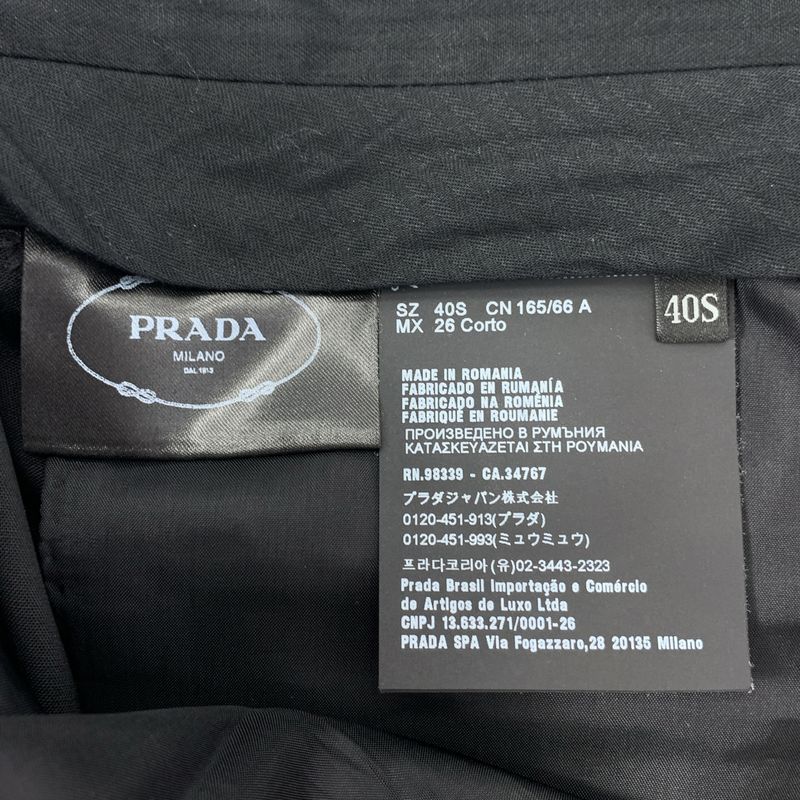 PRADA
MILANO
DAL 1913
SZ 40S CN 165/66 A
MX 26 Corto
40S
MADE IN ROMANIA
FABRICADO EN RUMANÍA
FABRICADO NA ROMÊNIA
FABRIQUÉ EN ROUMANIE
ПРОИЗВЕДЕНО В РУМЪНИЯ
ΚΑΤΑΣΚΕΥΑΖΕΤΑΙ ΣΤΗ ΡΟΥΜΑΝΙΑ
RN.98339 - CA.34767
プラダジャパン株式会社
0120-451-913(プラダ)
0120-451-993(ミュウミュウ)
프라다코리아(유)02-3443-2323
Prada Brasil Importação e Comércio
de Artigos de Luxo Ltda
CNPJ 13.633.271/0001-26
PRADA SPA Via Fogazzaro,28 20135 Milano